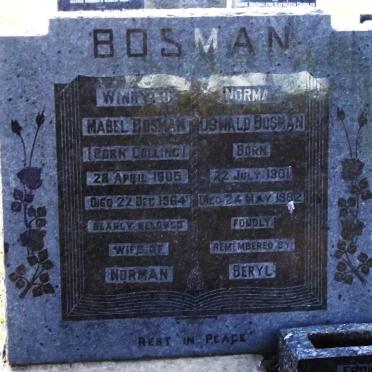 BOSMAN
WINIFRED
MABEL BOSMAN
(BORN COLLING)
28 APRIL 1905
DIED 27 DEC 1964
DEARLY BELOVED
WIFE OF
NORMAN
NORMAN
OSWALD BOSMAN
BORN
22 JULY 1901
DIED 24 MAY 1982
FONDLY
REMEMBERED BY
BERYL
REST IN PEACE